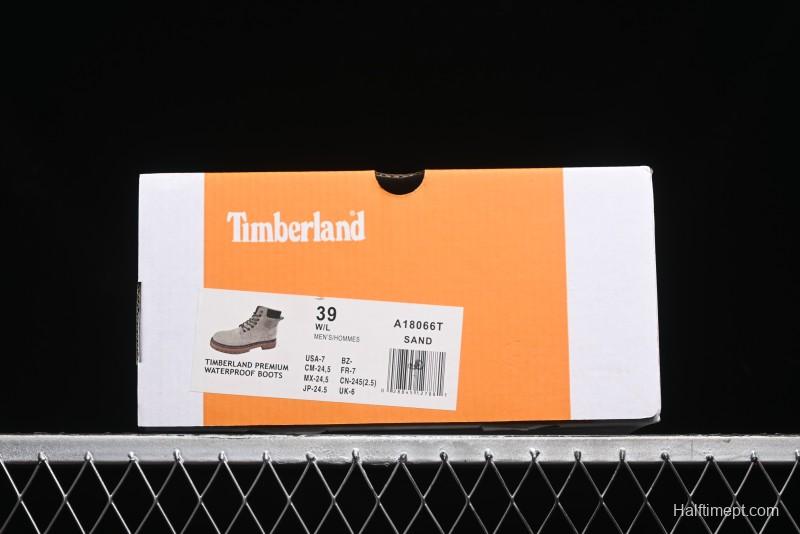 Timberland
39
W/L
MEN'S/HOMMES
A18066T
SAND
TIMBERLAND PREMIUM
WATERPROOF BOOTS
USA-7 BZ-
CM-24,5 FR-7
MX-24,5 CN-245(2.5)
JP-24.5 UK-6
Halftimept.com